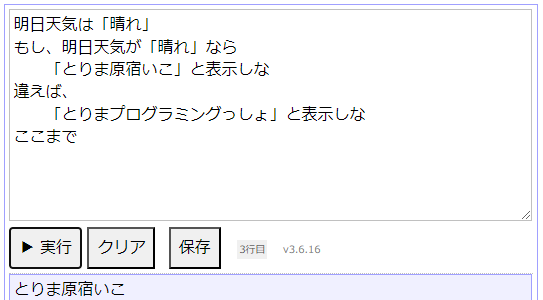 明日天気は「晴れ」
もし、明日天気が「晴れ」なら
　　「とりま原宿いこ」と表示しな
違えば、
　　「とりまプログラミングっしょ」と表示しな
ここまで
▶ 実行 クリア 保存 3行目 v3.6.16
とりま原宿いこ